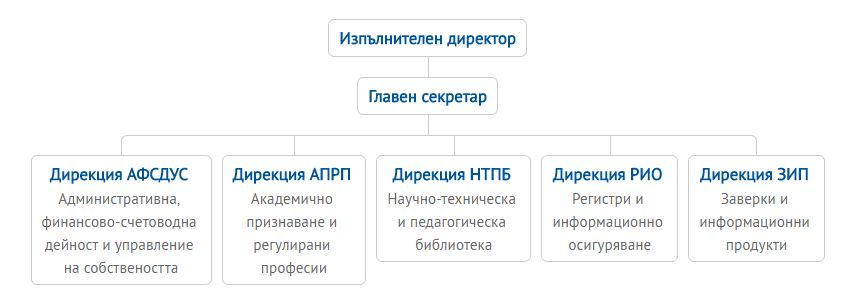 Изпълнителен директор
Главен секретар
Дирекция АФСДУС
Административна,
финансово-счетоводна
дейност и управление
на собствеността
Дирекция АПРП
Академично
признаване и
регулирани
професии
Дирекция НТПБ
Научно-техническа
и педагогическа
библиотека
Дирекция РИО
Регистри и
информационно
осигуряване
Дирекция ЗИП
Заверки и
информационни
продукти